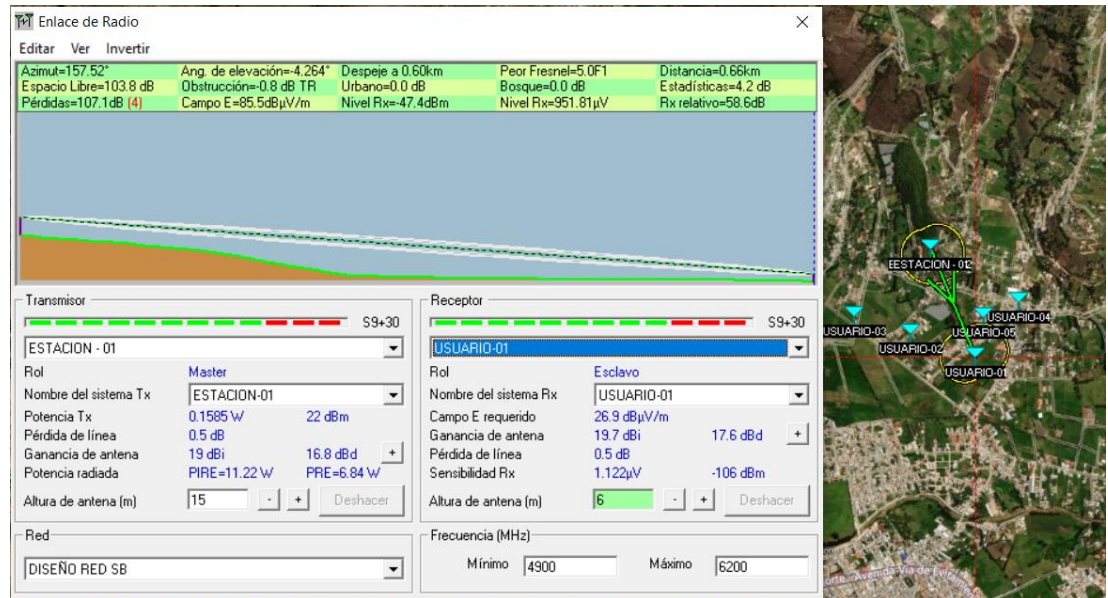 Enlace de Radio
Editar Ver Invertir
Azimut=157.52° Ang. de elevación=-4.264° Despeje a 0.60km Peor Fresnel=5.0F1 Distancia=0.66km
Espacio Libre=103.8 dB Obstrucción=-0.8 dB TR Urbano=0.0 dB Bosque=0.0 dB Estadísticas=4.2 dB
Pérdidas=107.1dB (4) Campo E=85.5dBµV/m Nivel Rx=-47.4dBm Nivel Rx=951.81µV Rx relativo=58.6dB
Transmisor
S9+30
ESTACION - 01
Rol Master
Nombre del sistema Tx ESTACION-01
Potencia Tx 0.1585 W 22 dBm
Pérdida de línea 0.5 dB
Ganancia de antena 19 dBi 16.8 dBd +
Potencia radiada PIRE=11.22 W PRE=6.84 W
Altura de antena (m) 15 - + Deshacer
Receptor
S9+30
USUARIO-01
Rol Esclavo
Nombre del sistema Rx USUARIO-01
Campo E requerido 26.9 dBµV/m
Ganancia de antena 19.7 dBi 17.6 dBd +
Pérdida de línea 0.5 dB
Sensibilidad Rx 1.122µV -106 dBm
Altura de antena (m) 6 - + Deshacer
Red
DISEÑO RED SB
Frecuencia (MHz)
Mínimo 4900 Máximo 6200
USUARIO-04
USUARIO-03
USUARIO-05
USUARIO-02
USUARIO-01
Avenida Vía de